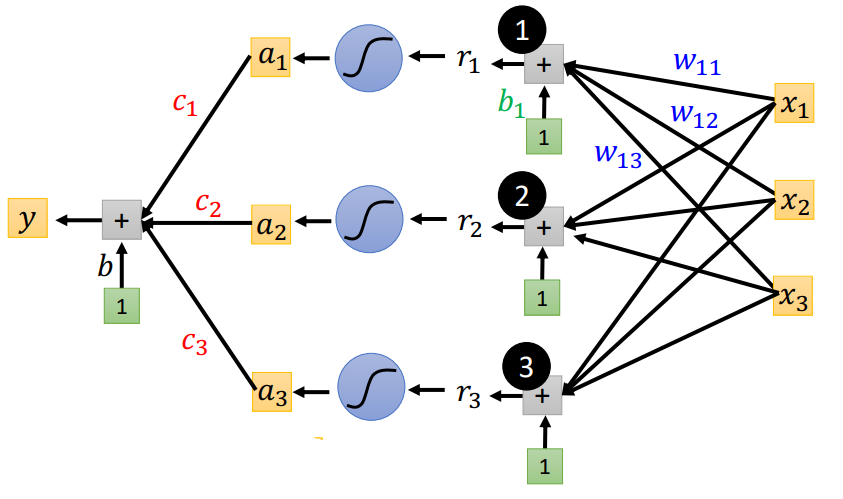 1
a₁
r₁
+
w₁₁
c₁
b₁
x₁
1
w₁₂
w₁₃
2
c₂
x₂
y
+
a₂
r₂
+
b
1
1
x₃
c₃
3
a₃
r₃
+
1